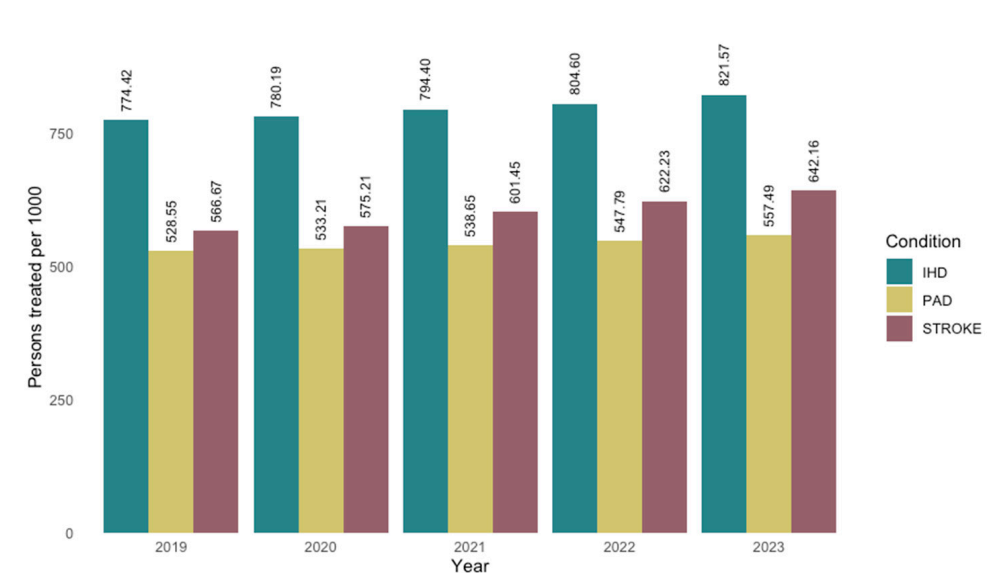 774.42
528.55
566.67
780.19
533.21
575.21
794.40
538.65
601.45
804.60
547.79
622.23
821.57
557.49
642.16
Persons treated per 1000
750
500
250
0
2019 2020 2021 2022 2023
Year
Condition
IHD
PAD
STROKE